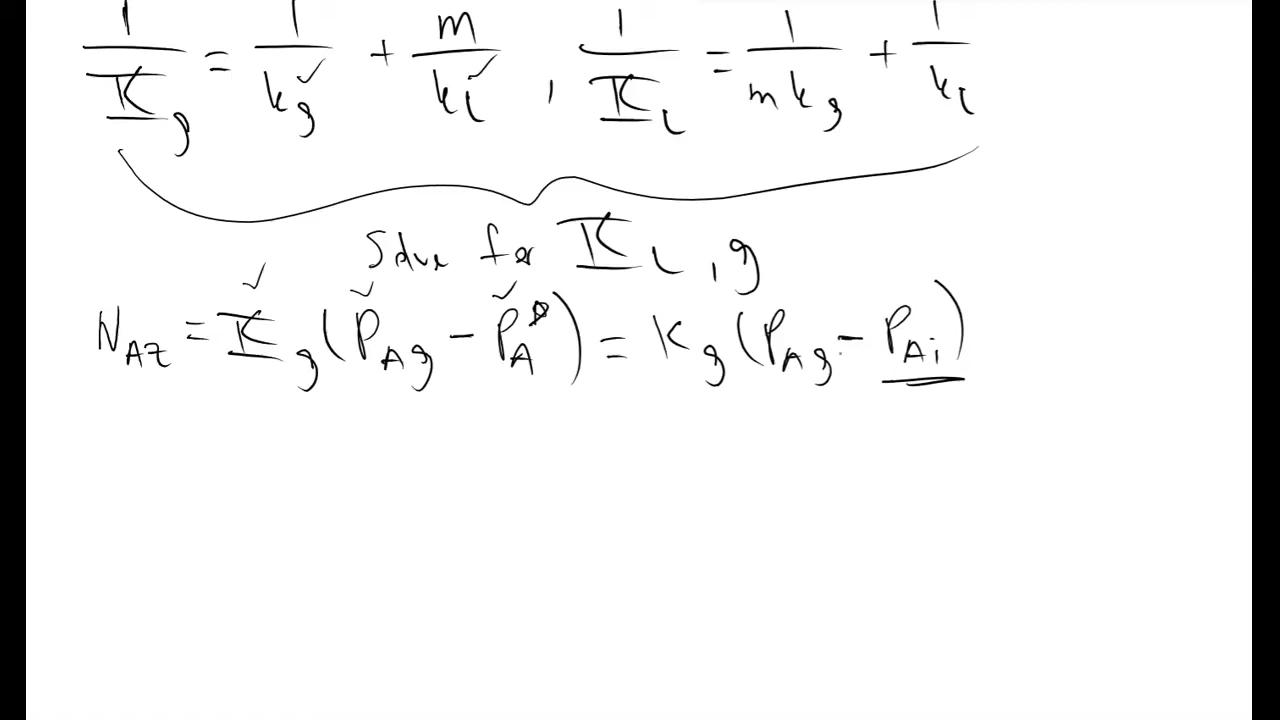 1/K_g = 1/k_g ✓ + m/k_l ✓ , 1/K_L = 1/(m k_g) + 1/k_l
Solve for K_L,g
N_AZ = K_g ✓ (P_Ag ✓ - P_A* ✓) = k_g (P_Ag - P_Ai)